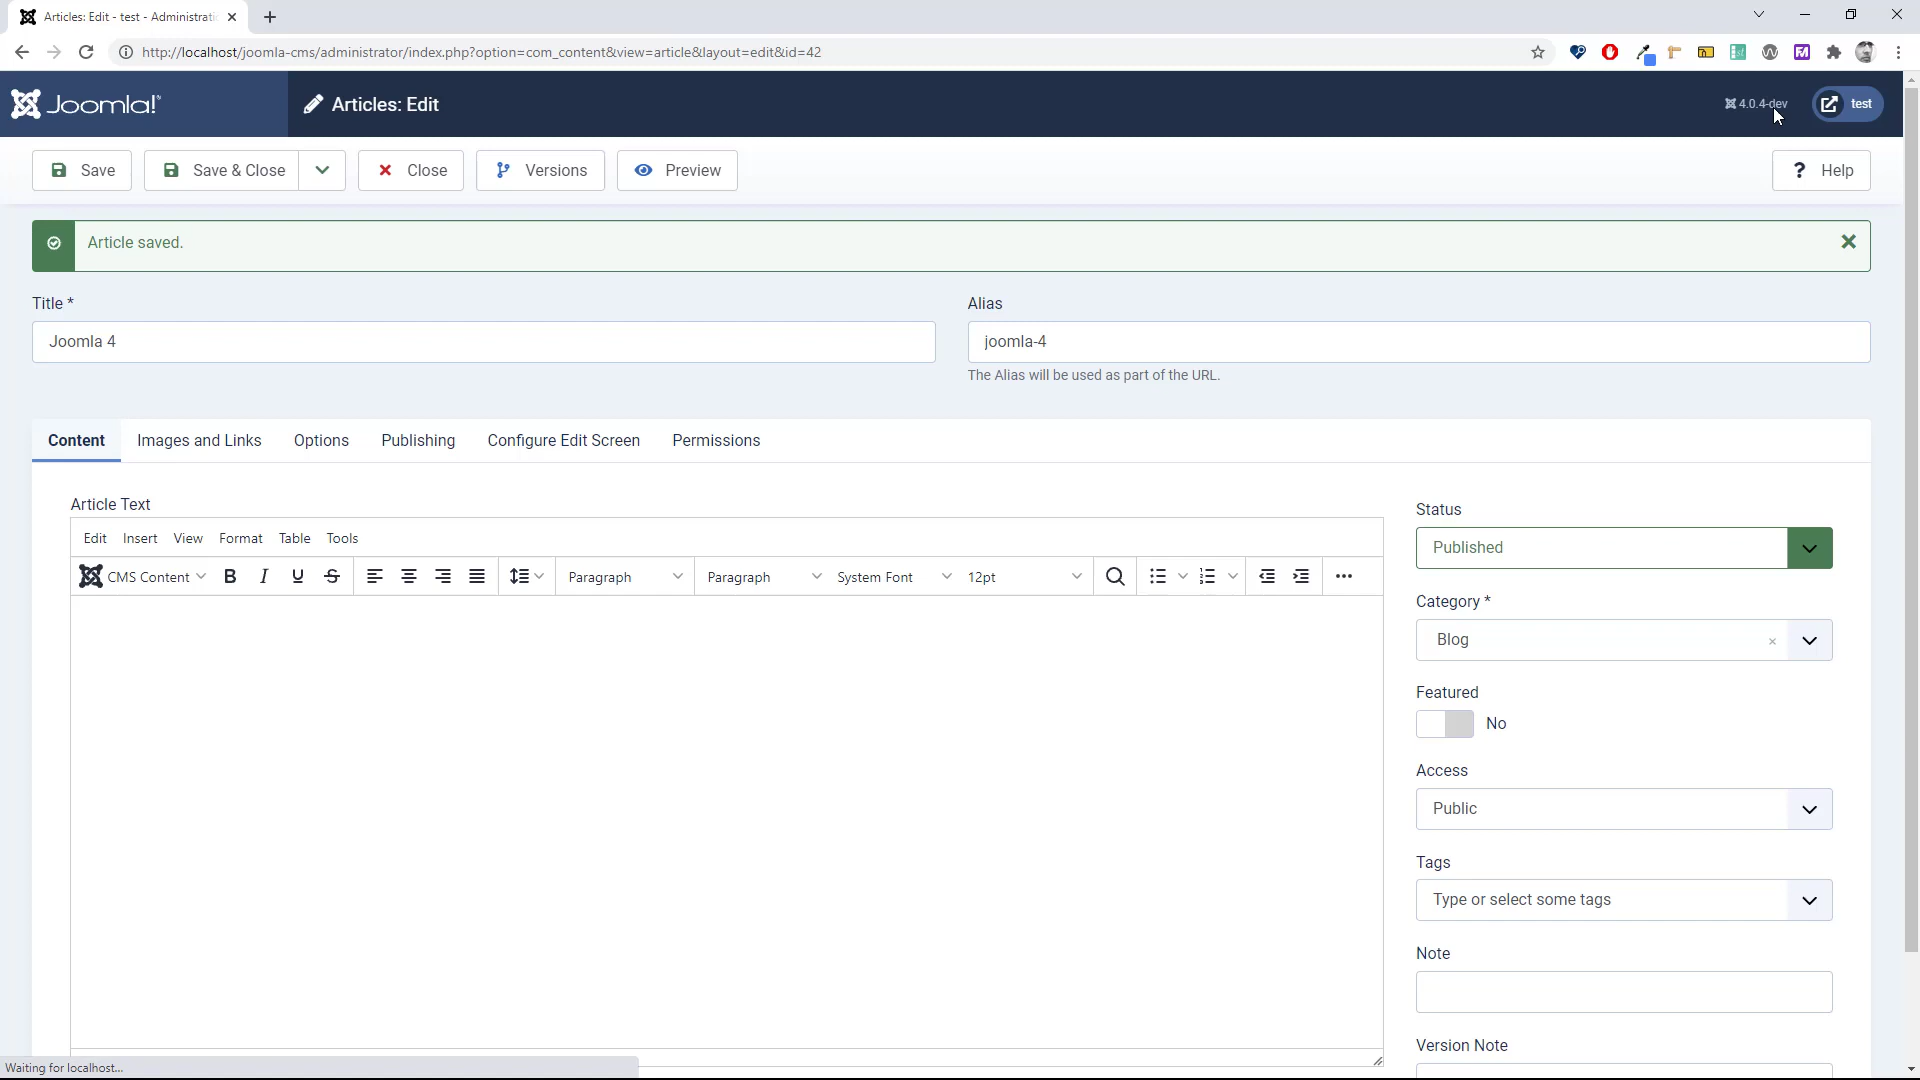 Articles: Edit - test - Administrati
http://localhost/joomla-cms/administrator/index.php?option=com_content&view=article&layout=edit&id=42
Joomla!®
Articles: Edit
4.0.4-dev
test
Save
Save & Close
Close
Versions
Preview
? Help
Article saved.
Title *
Alias
Joomla 4
joomla-4
The Alias will be used as part of the URL.
Content
Images and Links
Options
Publishing
Configure Edit Screen
Permissions
Article Text
Edit Insert View Format Table Tools
CMS Content
B I U S
Paragraph
Paragraph
System Font
12pt
Status
Published
Category *
Blog
Featured
No
Access
Public
Tags
Type or select some tags
Note
Version Note
Waiting for localhost...